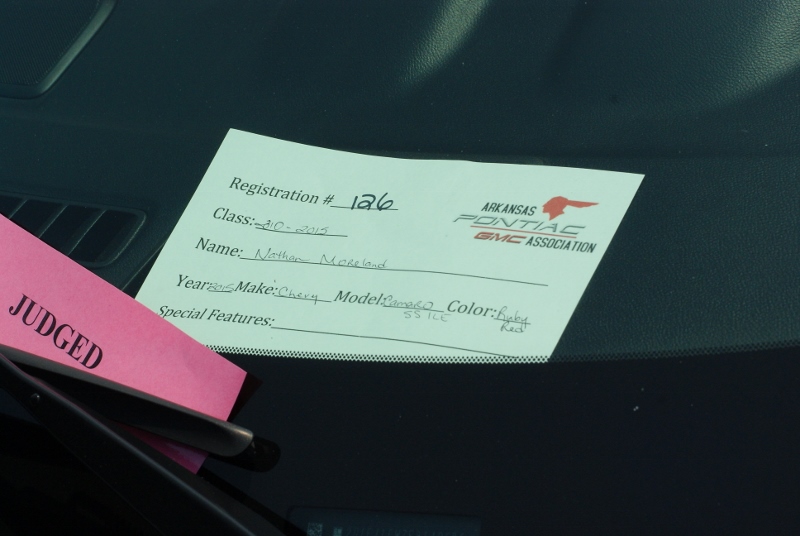 Registration # 126
ARKANSAS
PONTIAC
GMC ASSOCIATION
Class: 210-2015
Name: Nathan Moreland
Year: 2015 Make: Chevy Model: Camaro SS 1LE Color: Ruby Red
Special Features:
JUDGED